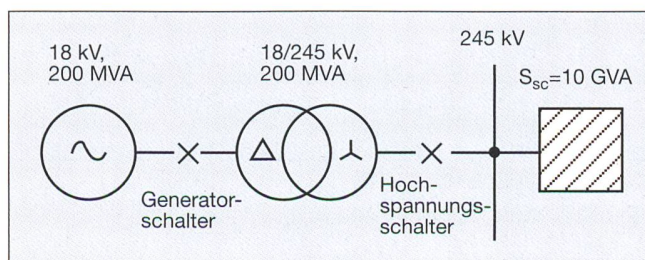 18 kV,
200 MVA
18/245 kV,
200 MVA
245 kV
S_sc=10 GVA
Generator-
schalter
Hoch-
spannungs-
schalter